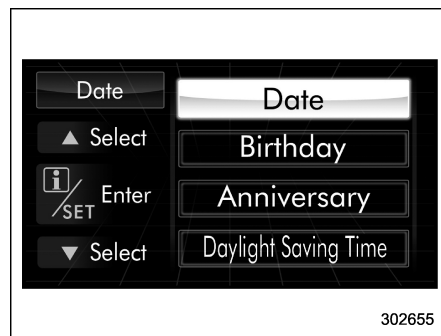 Date
▲ Select
i/SET Enter
▼ Select
Date
Birthday
Anniversary
Daylight Saving Time
302655